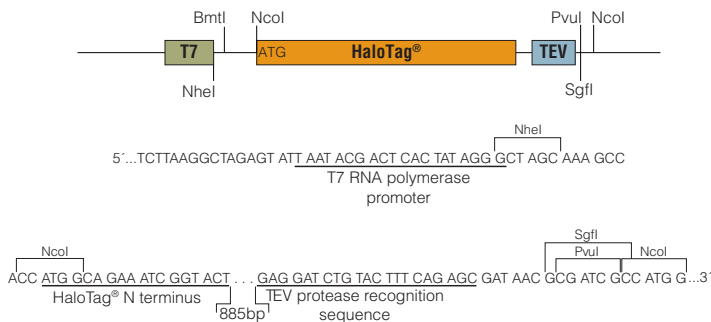 BmtI NcoI PvuI NcoI
T7 ATG HaloTag® TEV
NheI SgfI
NheI
5´...TCTTAAGGCTAGAGTAT TAAT ACG ACT CAC TAT AGG GCT AGC AAA GCC
T7 RNA polymerase
promoter
SgfI
NcoI PvuI NcoI
ACC ATG GCA GAA ATC GGT ACT . . . GAG GAT CTG TAC TTT CAG AGC GAT AAC GCG ATC GCC ATG G...3´
HaloTag® N terminus TEV protease recognition
885bp sequence